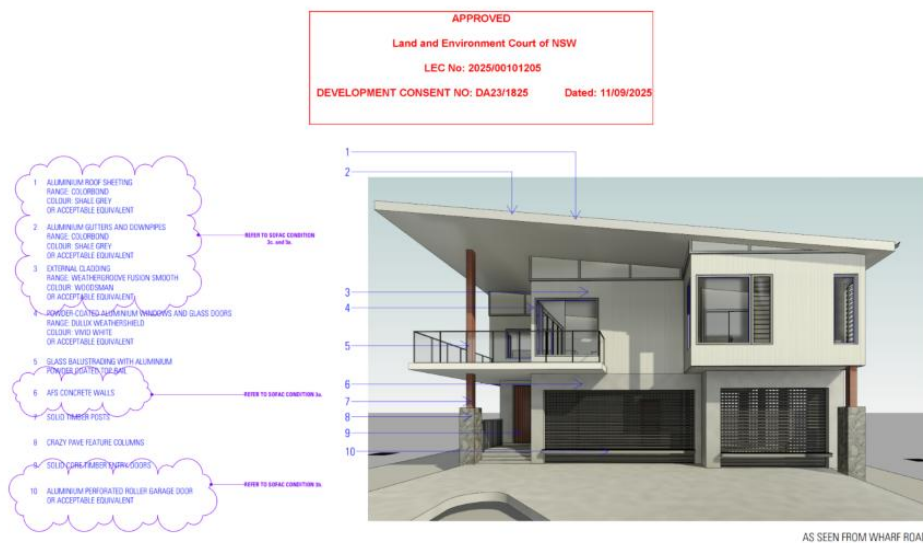 APPROVED
Land and Environment Court of NSW
LEC No: 2025/00101205
DEVELOPMENT CONSENT NO: DA23/1825 Dated: 11/09/2025
1 ALUMINIUM ROOF SHEETING
RANGE: COLORBOND
COLOUR: SHALE GREY
OR ACCEPTABLE EQUIVALENT
2 ALUMINIUM GUTTERS AND DOWNPIPES
RANGE: COLORBOND
COLOUR: SHALE GREY
OR ACCEPTABLE EQUIVALENT
3 EXTERNAL CLADDING
RANGE: WEATHERGROOVE FUSION SMOOTH
COLOUR: WOODSMAN
OR ACCEPTABLE EQUIVALENT
4 POWDER-COATED ALUMINIUM WINDOWS AND GLASS DOORS
RANGE: DULUX WEATHERSHIELD
COLOUR: VIVID WHITE
OR ACCEPTABLE EQUIVALENT
5 GLASS BALUSTRADING WITH ALUMINIUM
POWDER COATED TOP RAIL
6 AFS CONCRETE WALLS
7 SOLID TIMBER POSTS
8 CRAZY PAVE FEATURE COLUMNS
9 SOLID CORE TIMBER ENTRY DOORS
10 ALUMINIUM PERFORATED ROLLER GARAGE DOOR
OR ACCEPTABLE EQUIVALENT
REFER TO SOFAC CONDITION
REFER TO SOFAC CONDITION
REFER TO SOFAC CONDITION
1
2
3
4
5
6
7
8
9
10
AS SEEN FROM WHARF ROAD